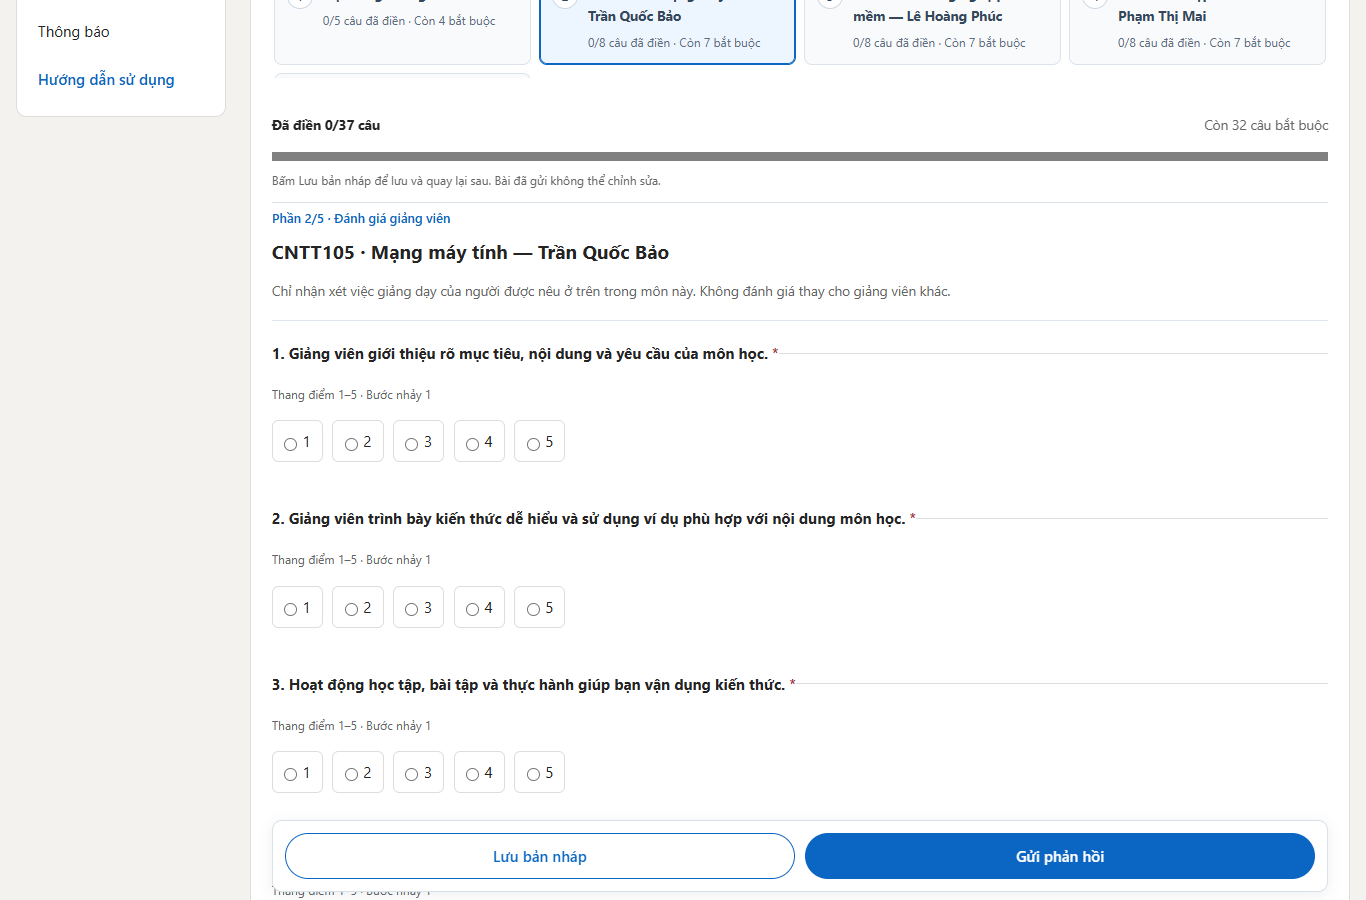 Thông báo
Hướng dẫn sử dụng
0/5 câu đã điền · Còn 4 bắt buộc
Trần Quốc Bảo
0/8 câu đã điền · Còn 7 bắt buộc
mềm — Lê Hoàng Phúc
0/8 câu đã điền · Còn 7 bắt buộc
Phạm Thị Mai
0/8 câu đã điền · Còn 7 bắt buộc
Đã điền 0/37 câu
Còn 32 câu bắt buộc
Bấm Lưu bản nháp để lưu và quay lại sau. Bài đã gửi không thể chỉnh sửa.
Phần 2/5 · Đánh giá giảng viên
CNTT105 · Mạng máy tính — Trần Quốc Bảo
Chỉ nhận xét việc giảng dạy của người được nêu ở trên trong môn này. Không đánh giá thay cho giảng viên khác.
1. Giảng viên giới thiệu rõ mục tiêu, nội dung và yêu cầu của môn học. *
Thang điểm 1–5 · Bước nhảy 1
1 2 3 4 5
2. Giảng viên trình bày kiến thức dễ hiểu và sử dụng ví dụ phù hợp với nội dung môn học. *
Thang điểm 1–5 · Bước nhảy 1
1 2 3 4 5
3. Hoạt động học tập, bài tập và thực hành giúp bạn vận dụng kiến thức. *
Thang điểm 1–5 · Bước nhảy 1
1 2 3 4 5
Lưu bản nháp
Gửi phản hồi
Thang điểm 1–5 · Bước nhảy 1